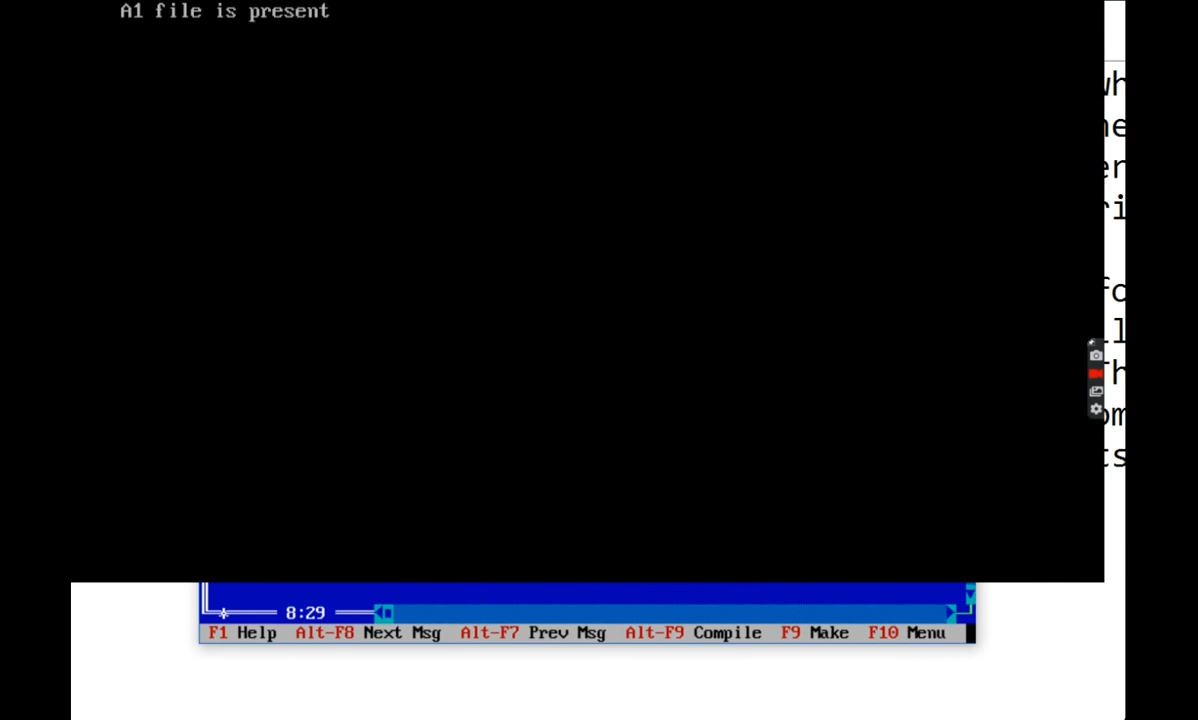 A1 file is present
8:29
F1 Help Alt-F8 Next Msg Alt-F7 Prev Msg Alt-F9 Compile F9 Make F10 Menu